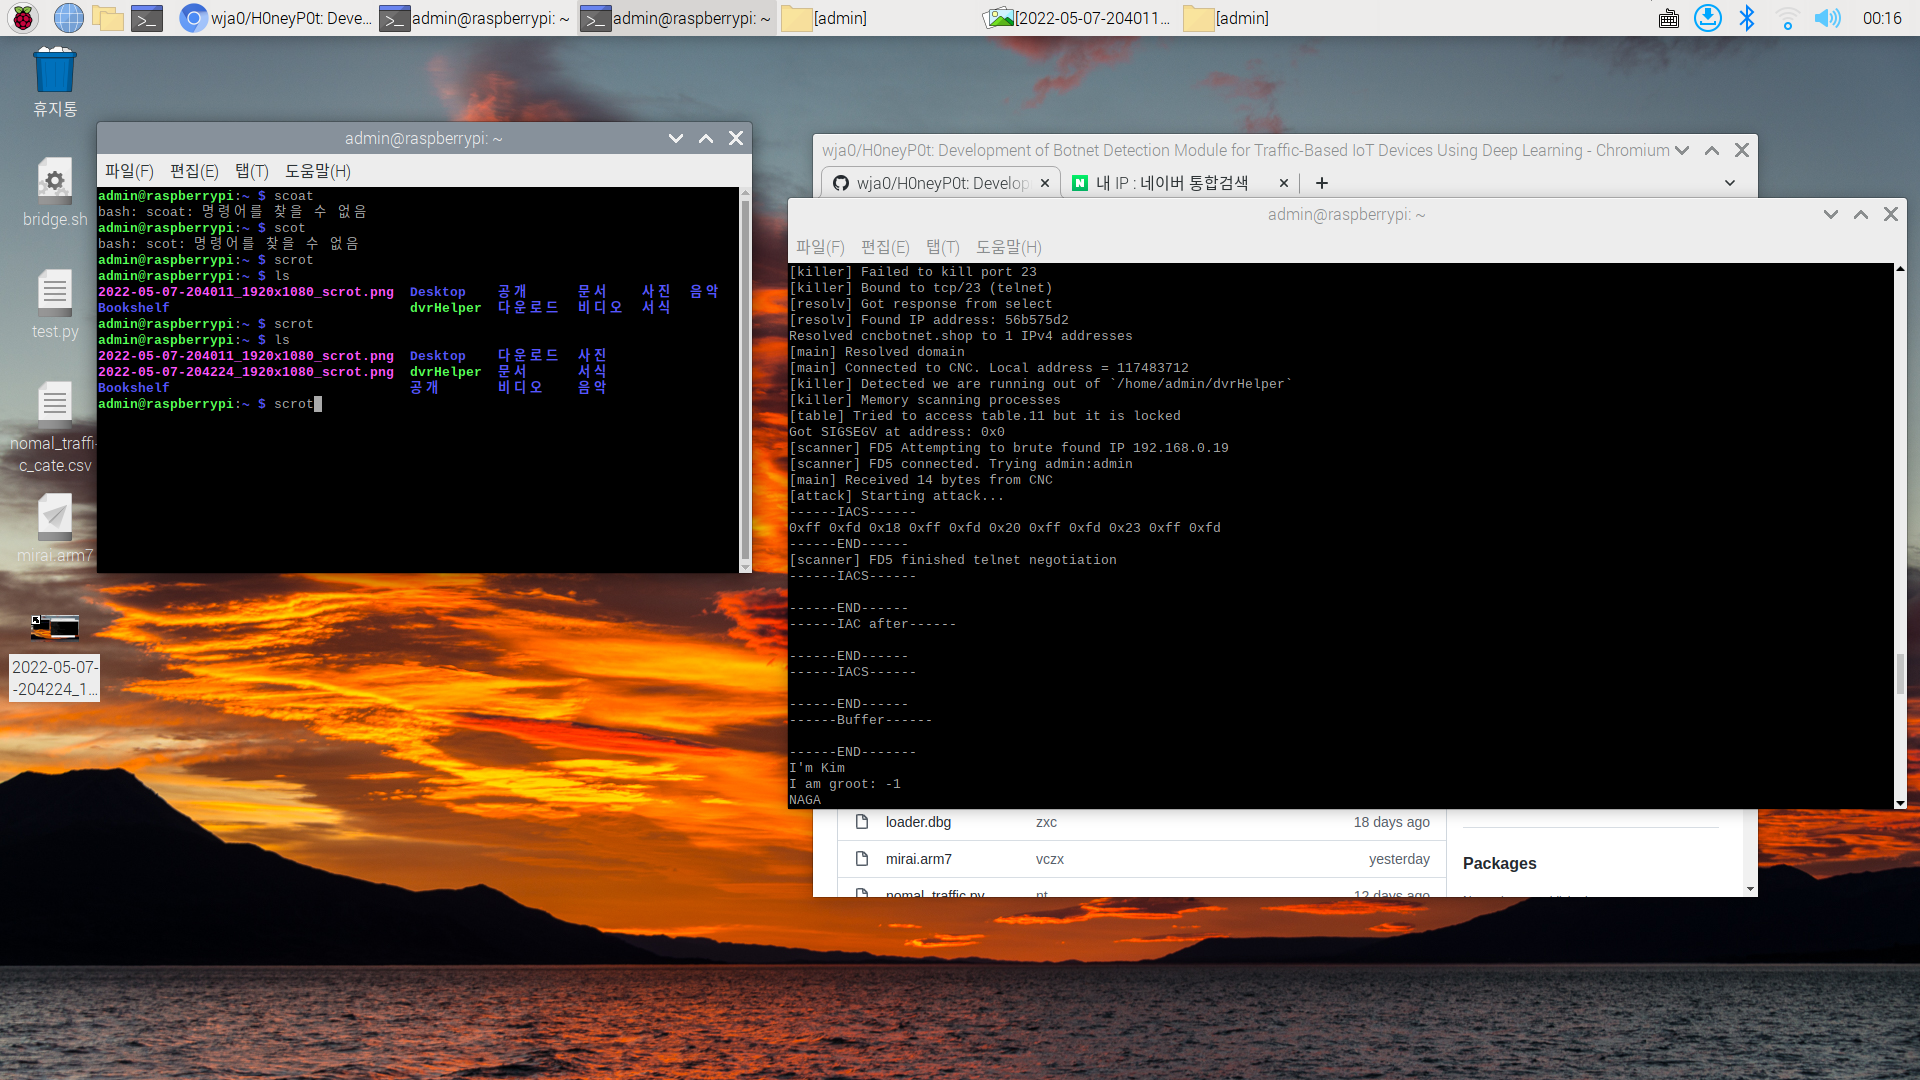 wja0/H0neyP0t: Deve...
admin@raspberrypi: ~
admin@raspberrypi: ~
[admin]
[2022-05-07-204011...
[admin]
00:16
휴지통
bridge.sh
test.py
nomal_traffi-
c_cate.csv
mirai.arm7
2022-05-07-
-204224_1...
admin@raspberrypi: ~
파일(F) 편집(E) 탭(T) 도움말(H)
admin@raspberrypi:~ $ scoat
bash: scoat: 명령어를 찾을 수 없음
admin@raspberrypi:~ $ scot
bash: scot: 명령어를 찾을 수 없음
admin@raspberrypi:~ $ scrot
admin@raspberrypi:~ $ ls
2022-05-07-204011_1920x1080_scrot.png Desktop 공개 문서 사진 음악
Bookshelf dvrHelper 다운로드 비디오 서식
admin@raspberrypi:~ $ scrot
admin@raspberrypi:~ $ ls
2022-05-07-204011_1920x1080_scrot.png Desktop 다운로드 사진
2022-05-07-204224_1920x1080_scrot.png dvrHelper 문서 서식
Bookshelf 공개 비디오 음악
admin@raspberrypi:~ $ scrot
wja0/H0neyP0t: Development of Botnet Detection Module for Traffic-Based IoT Devices Using Deep Learning - Chromium
wja0/H0neyP0t: Develop
내 IP : 네이버 통합검색
admin@raspberrypi: ~
파일(F) 편집(E) 탭(T) 도움말(H)
[killer] Failed to kill port 23
[killer] Bound to tcp/23 (telnet)
[resolv] Got response from select
[resolv] Found IP address: 56b575d2
Resolved cncbotnet.shop to 1 IPv4 addresses
[main] Resolved domain
[main] Connected to CNC. Local address = 117483712
[killer] Detected we are running out of `/home/admin/dvrHelper`
[killer] Memory scanning processes
[table] Tried to access table.11 but it is locked
Got SIGSEGV at address: 0x0
[scanner] FD5 Attempting to brute found IP 192.168.0.19
[scanner] FD5 connected. Trying admin:admin
[main] Received 14 bytes from CNC
[attack] Starting attack...
------IACS------
0xff 0xfd 0x18 0xff 0xfd 0x20 0xff 0xfd 0x23 0xff 0xfd
------END------
[scanner] FD5 finished telnet negotiation
------IACS------
------END------
------IAC after------
------END------
------IACS------
------END------
------Buffer------
------END-------
I'm Kim
I am groot: -1
NAGA
loader.dbg zxc 18 days ago
mirai.arm7 vczx yesterday
nomal_traffic.py nt 12 days ago
Packages